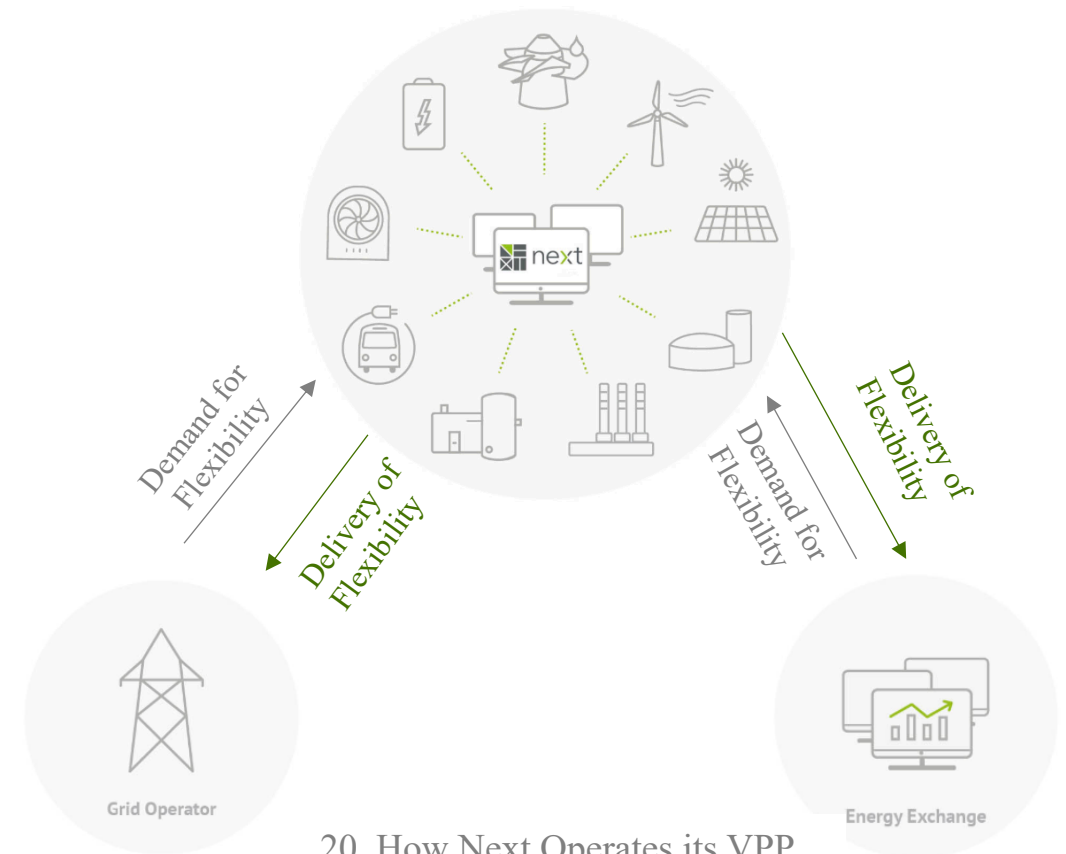 next
Demand for
Flexibility
Delivery of
Flexibility
Demand for
Flexibility
Delivery of
Flexibility
Grid Operator
Energy Exchange
20. How Next Operates its VPP